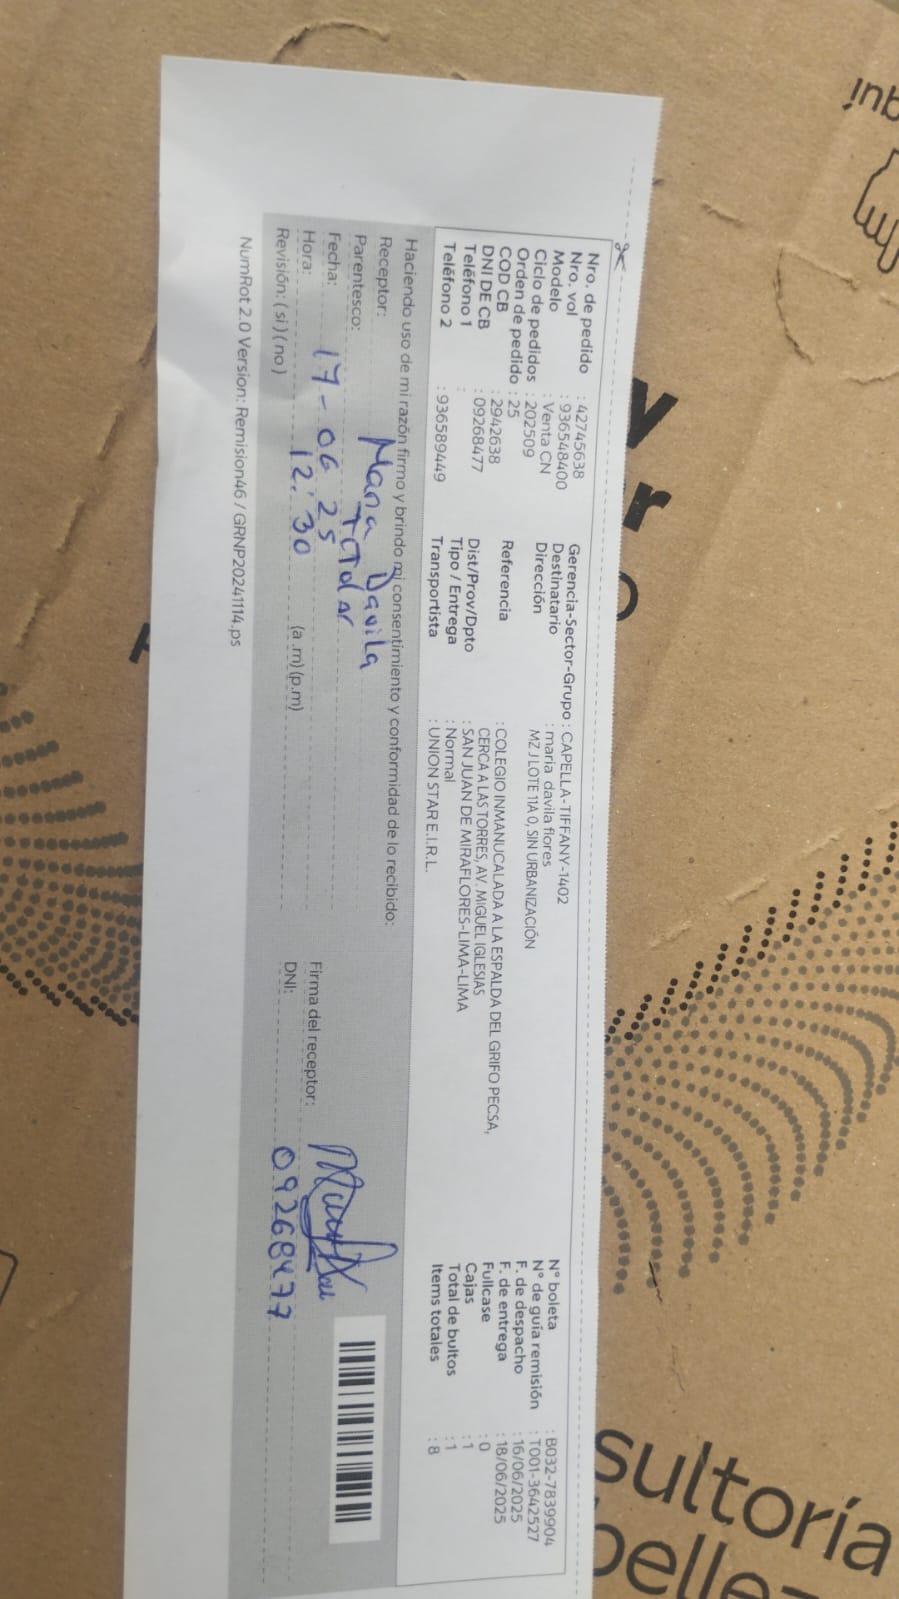 Nro. de pedido : 42745638
Nro. vol : 936548400
Modelo : Venta CN
Ciclo de pedidos : 202509
Orden de pedido : 25
COD CB : 2942638
DNI DE CB : 09268477
Teléfono 1 :
Teléfono 2 : 936589449
Gerencia-Sector-Grupo : CAPELLA-TIFFANY-1402
Destinatario : maria davila flores
Dirección MZ J LOTE 11A 0, SIN URBANIZACIÓN
Referencia : COLEGIO INMANUCALADA A LA ESPALDA DEL GRIFO PECSA,
CERCA A LAS TORRES, AV. MIGUEL IGLESIAS
Dist/Prov/Dpto : SAN JUAN DE MIRAFLORES-LIMA-LIMA
Tipo / Entrega : Normal
Transportista : UNION STAR E.I.R.L.
N° boleta : B032-7839904
N° de guía remisión : T001-3642527
F. de despacho : 16/06/2025
F. de entrega : 18/06/2025
Fullcase : 0
Cajas : 1
Total de bultos : 1
Items totales : 8
Haciendo uso de mi razón firmo y brindo mi consentimiento y conformidad de lo recibido:
Receptor: Maria Davila
Parentesco: Titular
Fecha: 17-06 25
Hora: 12:30 (a.m)(p.m)
Revisión: (si)(no)
Firma del receptor:
DNI: 09268477
NumRot 2.0 Version: Remision46 / GRNP20241114.ps
quí
sultoría
belle